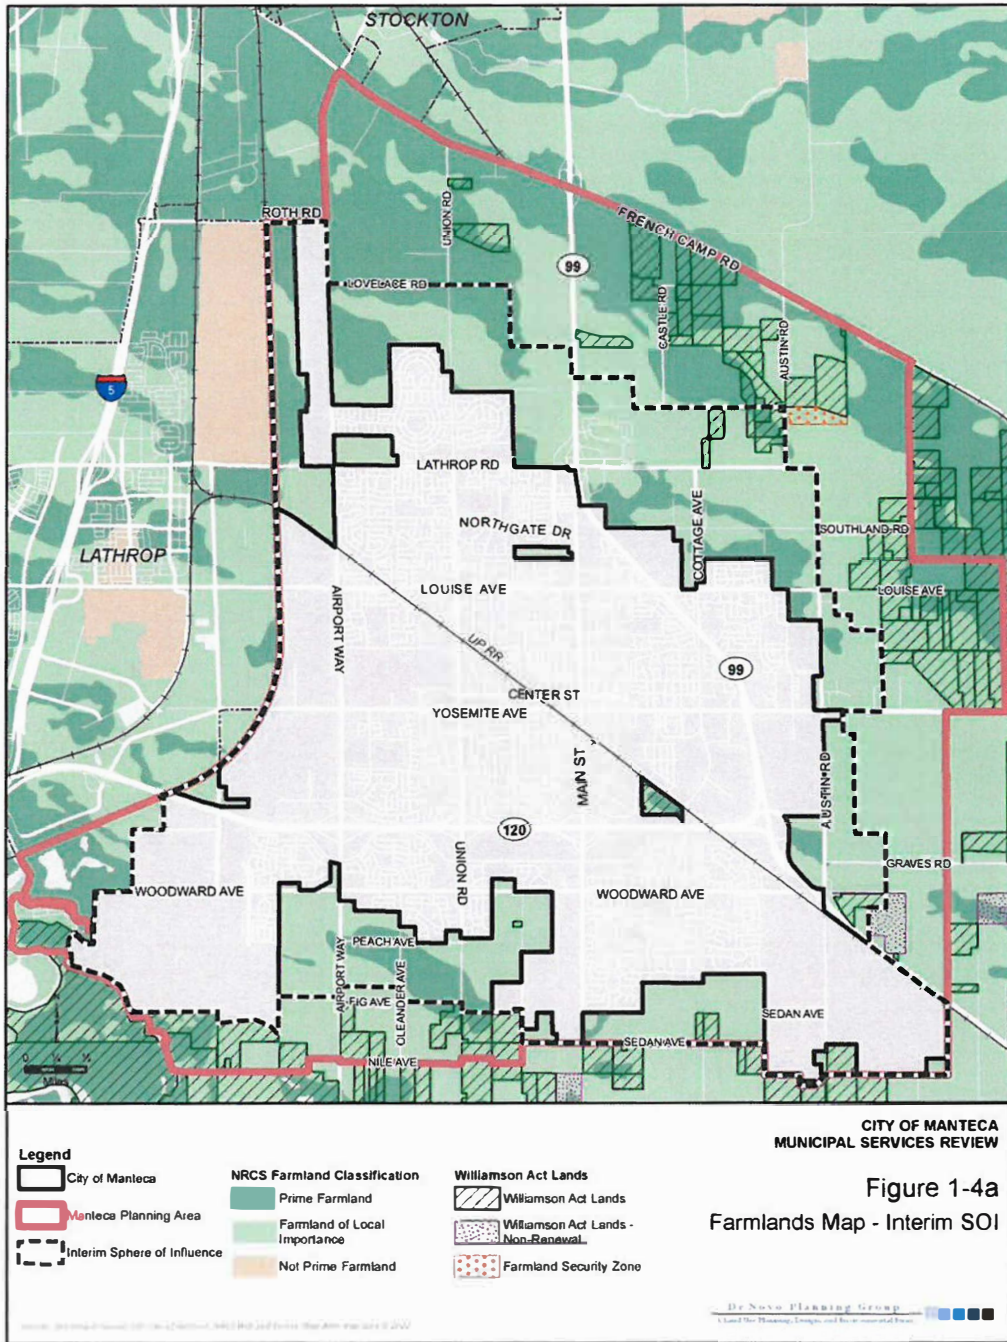 STOCKTON
ROTH RD
UNION RD
FRENCH CAMP RD
99
LOVELACE RD
CASTLE RD
AUSTIN RD
5
LATHROP RD
COTTAGE AVE
NORTHGATE DR
SOUTHLAND RD
LATHROP
LOUISE AVE
LOUISE AVE
AIRPORT WAY
UP RR
99
CENTER ST
YOSEMITE AVE
MAIN ST
AUSTIN RD
120
UNION RD
GRAVES RD
WOODWARD AVE
WOODWARD AVE
PEACH AVE
AIRPORT WAY
OLEANDER AVE
FIG AVE
SEDAN AVE
SEDAN AVE
NILE AVE
0 ¼ ½
Miles
CITY OF MANTECA
MUNICIPAL SERVICES REVIEW
Figure 1-4a
Farmlands Map - Interim SOI
Legend
City of Manteca
Manteca Planning Area
Interim Sphere of Influence
NRCS Farmland Classification
Prime Farmland
Farmland of Local
Importance
Not Prime Farmland
Williamson Act Lands
Williamson Act Lands
Williamson Act Lands -
Non-Renewal
Farmland Security Zone
De Novo Planning Group